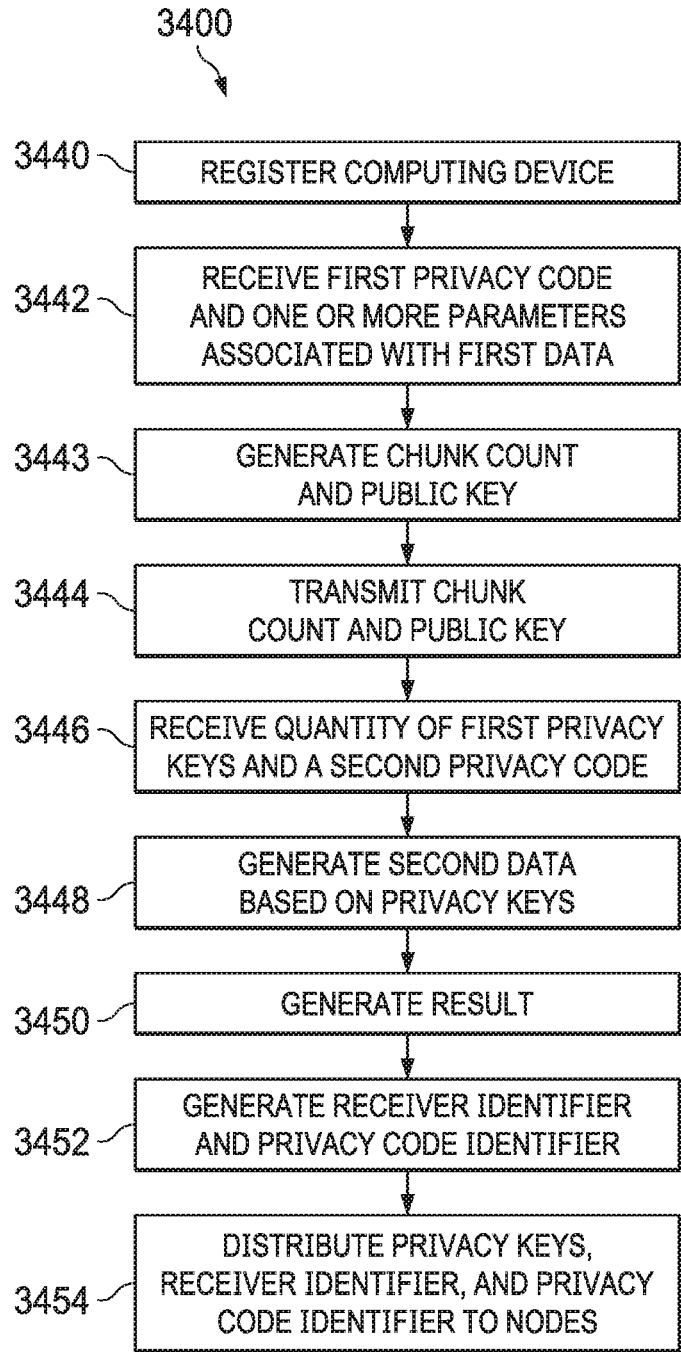 3400
3440
REGISTER COMPUTING DEVICE
3442
RECEIVE FIRST PRIVACY CODE
AND ONE OR MORE PARAMETERS
ASSOCIATED WITH FIRST DATA
3443
GENERATE CHUNK COUNT
AND PUBLIC KEY
3444
TRANSMIT CHUNK
COUNT AND PUBLIC KEY
3446
RECEIVE QUANTITY OF FIRST PRIVACY
KEYS AND A SECOND PRIVACY CODE
3448
GENERATE SECOND DATA
BASED ON PRIVACY KEYS
3450
GENERATE RESULT
3452
GENERATE RECEIVER IDENTIFIER
AND PRIVACY CODE IDENTIFIER
3454
DISTRIBUTE PRIVACY KEYS,
RECEIVER IDENTIFIER, AND PRIVACY
CODE IDENTIFIER TO NODES